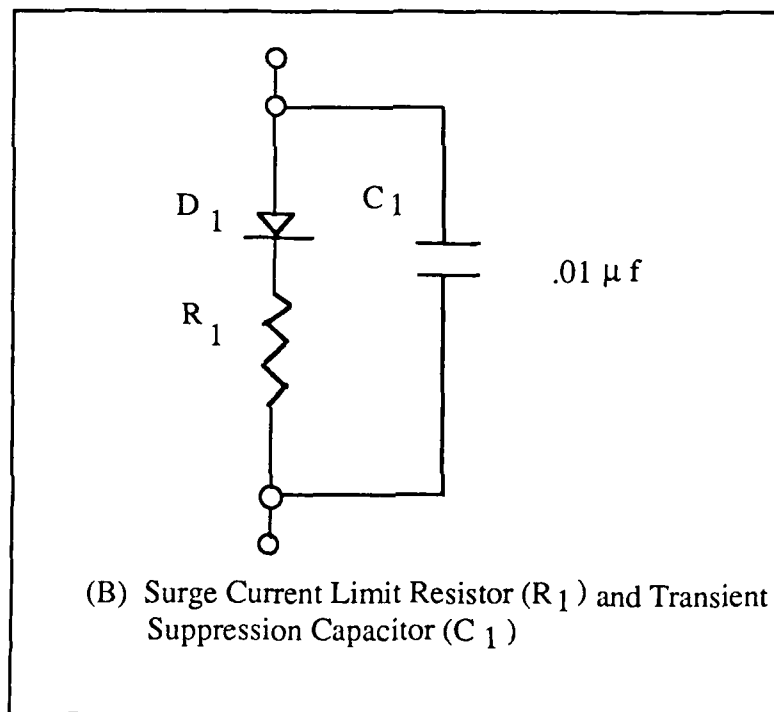 D 1
C 1
.01 μ f
R 1
(B) Surge Current Limit Resistor (R 1 ) and Transient
Suppression Capacitor (C 1 )